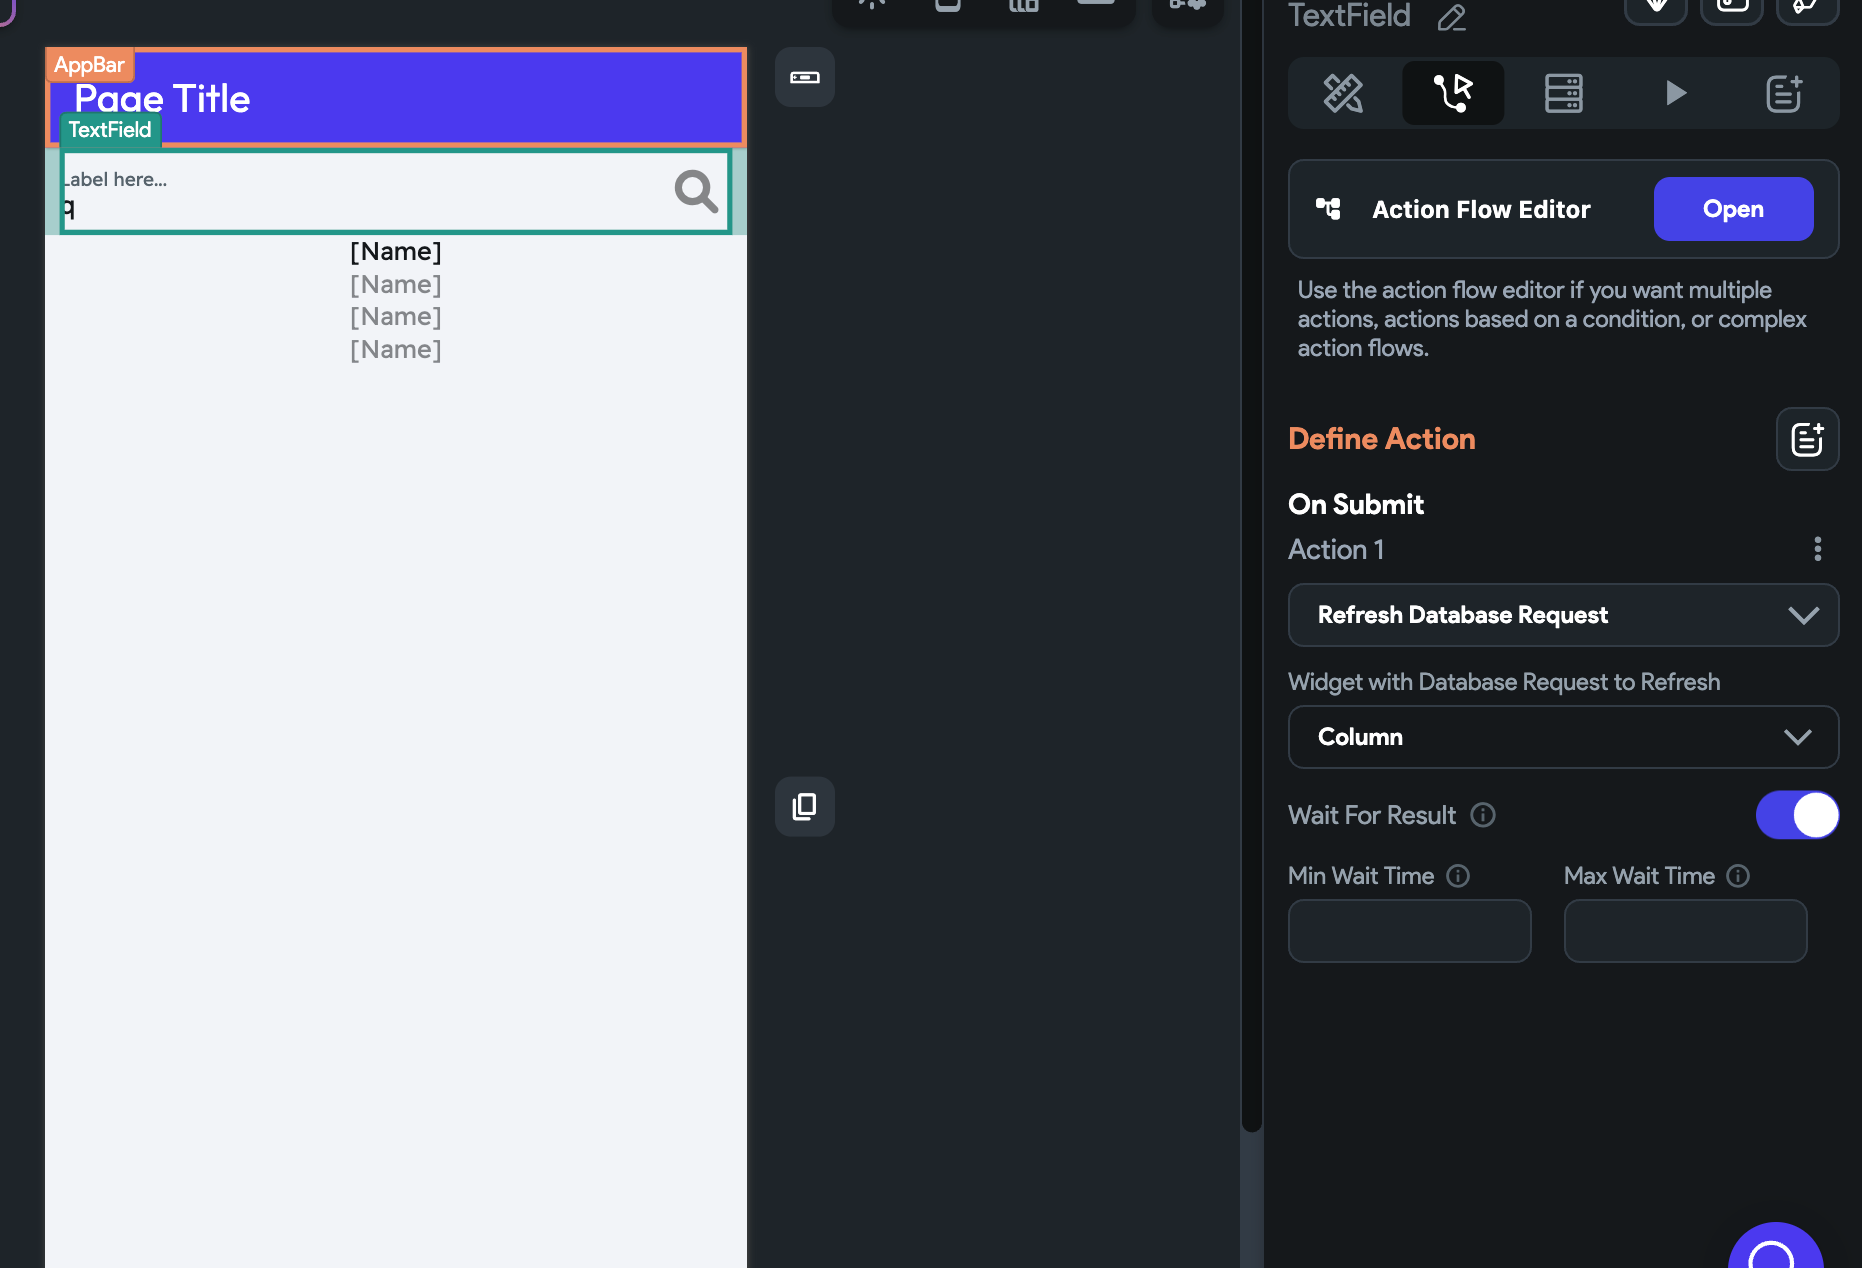 AppBar
Page Title
TextField
Label here...
q
[Name]
[Name]
[Name]
[Name]
TextField
Action Flow Editor
Open
Use the action flow editor if you want multiple
actions, actions based on a condition, or complex
action flows.
Define Action
On Submit
Action 1
Refresh Database Request
Widget with Database Request to Refresh
Column
Wait For Result
Min Wait Time
Max Wait Time